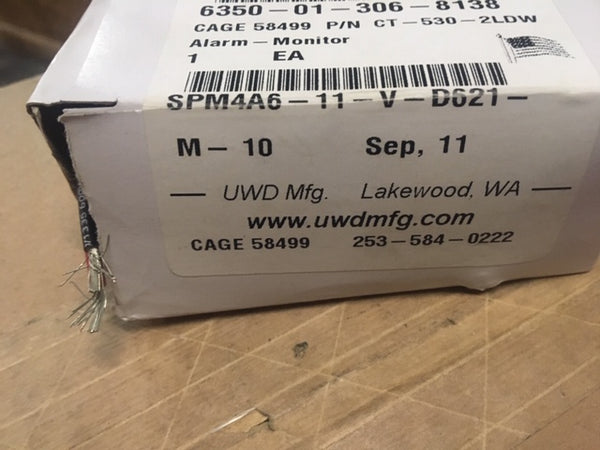 6350-01-306-8138
CAGE 58499 P/N CT-530-2LDW
Alarm-Monitor
1 EA
SPM4A6-11-V-D621-
M-10 Sep, 11
UWD Mfg. Lakewood, WA
www.uwdmfg.com
CAGE 58499 253-584-0222